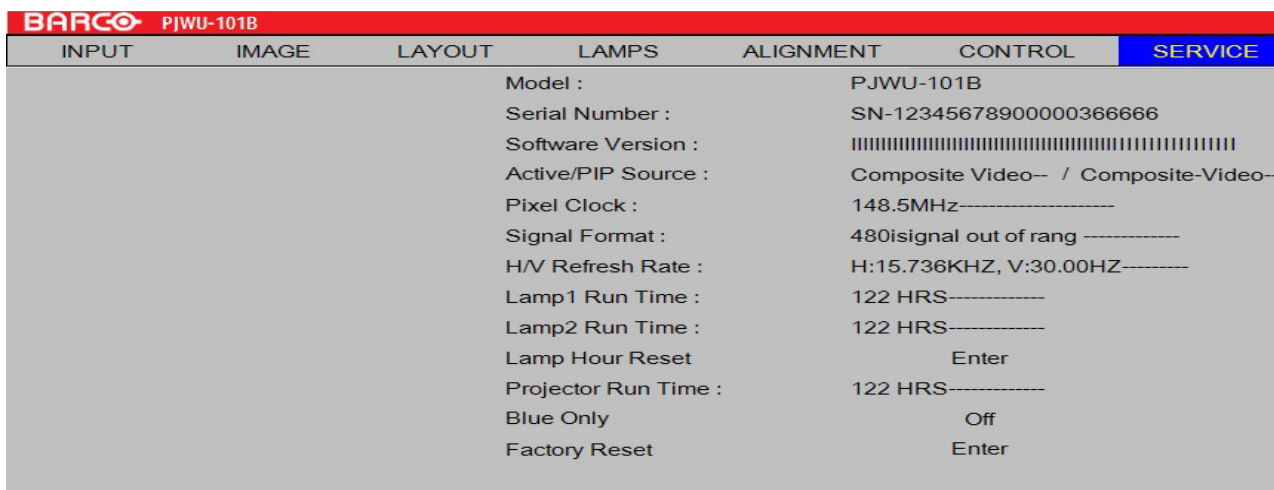 BARCO PJWU-101B
INPUT IMAGE LAYOUT LAMPS ALIGNMENT CONTROL SERVICE
Model : PJWU-101B
Serial Number : SN-12345678900000366666
Software Version :
Active/PIP Source : Composite Video-- / Composite-Video--
Pixel Clock : 148.5MHz----------------------
Signal Format : 480isignal out of rang -------------
H/V Refresh Rate : H:15.736KHZ, V:30.00HZ---------
Lamp1 Run Time : 122 HRS-------------
Lamp2 Run Time : 122 HRS-------------
Lamp Hour Reset Enter
Projector Run Time : 122 HRS-------------
Blue Only Off
Factory Reset Enter